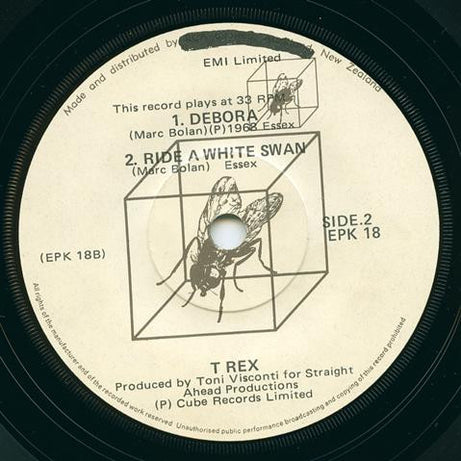 Made and distributed by New Zealand
EMI Limited
This record plays at 33 RPM
1. DEBORA
(Marc Bolan)(P)1968 Essex
2. RIDE A WHITE SWAN
(Marc Bolan) Essex
SIDE.2
EPK 18
(EPK 18B)
T REX
Produced by Toni Visconti for Straight
Ahead Productions
(P) Cube Records Limited
All rights of the manufacturer and of the recorded work reserved Unauthorised public performance broadcasting and copying of this record prohibited